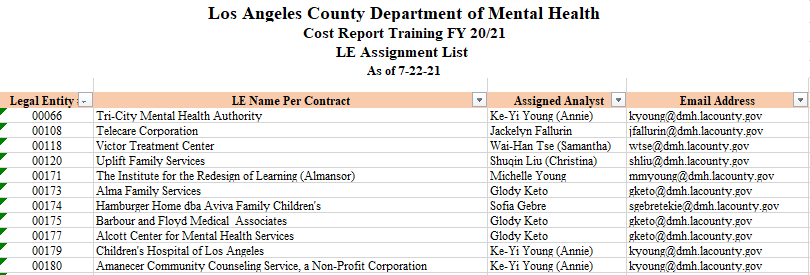 Los Angeles County Department of Mental Health
Cost Report Training FY 20/21
LE Assignment List
As of 7-22-21
Legal Entity LE Name Per Contract Assigned Analyst Email Address
00066 Tri-City Mental Health Authority Ke-Yi Young (Annie) kyoung@dmh.lacounty.gov
00108 Telecare Corporation Jackelyn Fallurin jfallurin@dmh.lacounty.gov
00118 Victor Treatment Center Wai-Han Tse (Samantha) wtse@dmh.lacounty.gov
00120 Uplift Family Services Shuqin Liu (Christina) shliu@dmh.lacounty.gov
00171 The Institute for the Redesign of Learning (Almansor) Michelle Young mmyoung@dmh.lacounty.gov
00173 Alma Family Services Glody Keto gketo@dmh.lacounty.gov
00174 Hamburger Home dba Aviva Family Children's Sofia Gebre sgebretekie@dmh.lacounty.gov
00175 Barbour and Floyd Medical Associates Glody Keto gketo@dmh.lacounty.gov
00177 Alcott Center for Mental Health Services Glody Keto gketo@dmh.lacounty.gov
00179 Children's Hospital of Los Angeles Ke-Yi Young (Annie) kyoung@dmh.lacounty.gov
00180 Amanecer Community Counseling Service, a Non-Profit Corporation Ke-Yi Young (Annie) kyoung@dmh.lacounty.gov